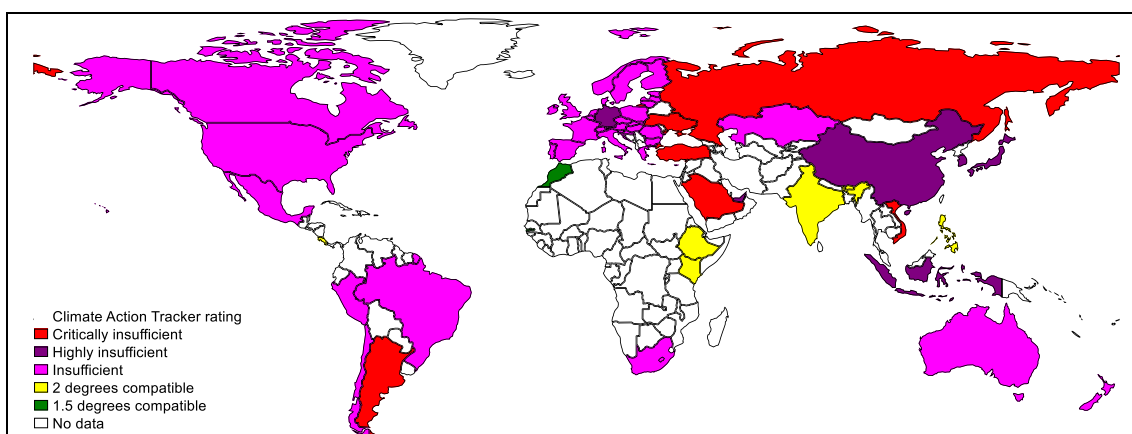 Climate Action Tracker rating
Critically insufficient
Highly insufficient
Insufficient
2 degrees compatible
1.5 degrees compatible
No data